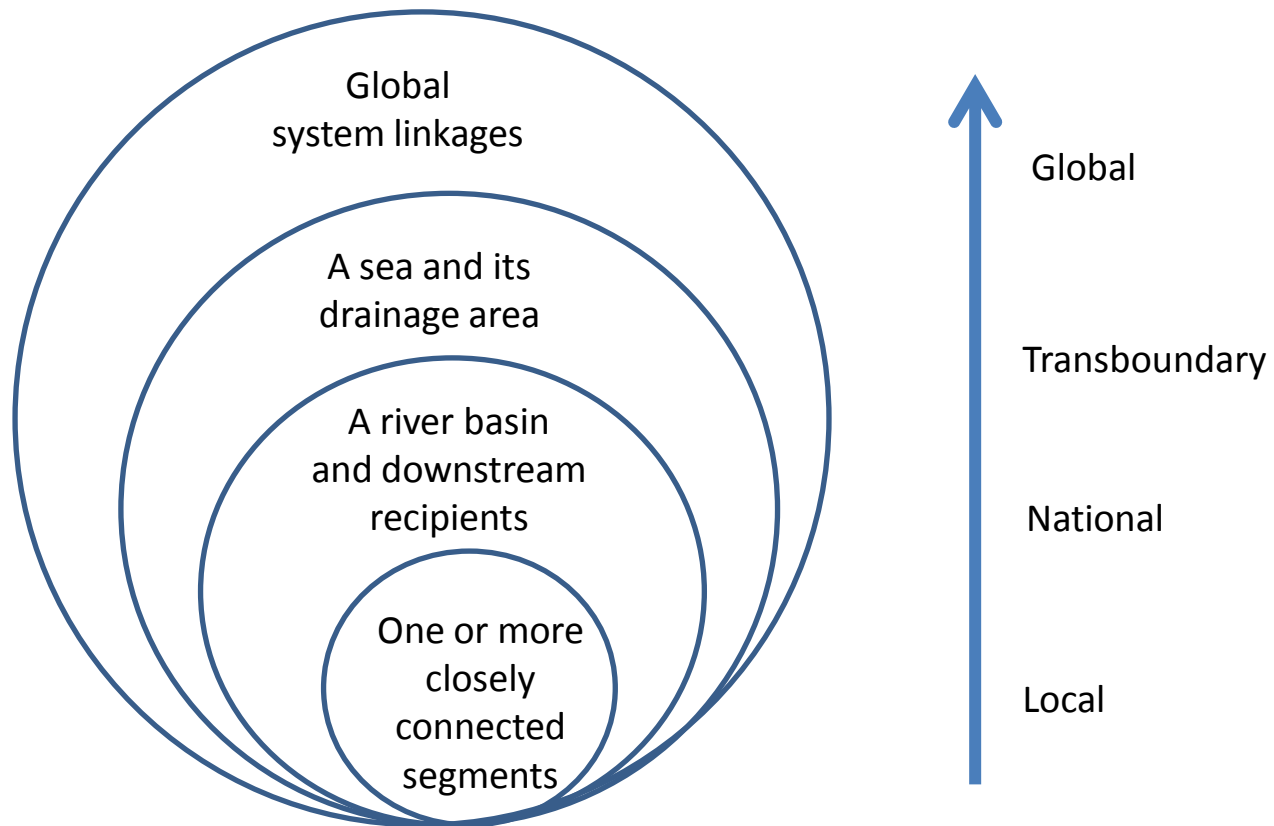 Global
system linkages
A sea and its
drainage area
A river basin
and downstream
recipients
One or more
closely
connected
segments
Global
Transboundary
National
Local